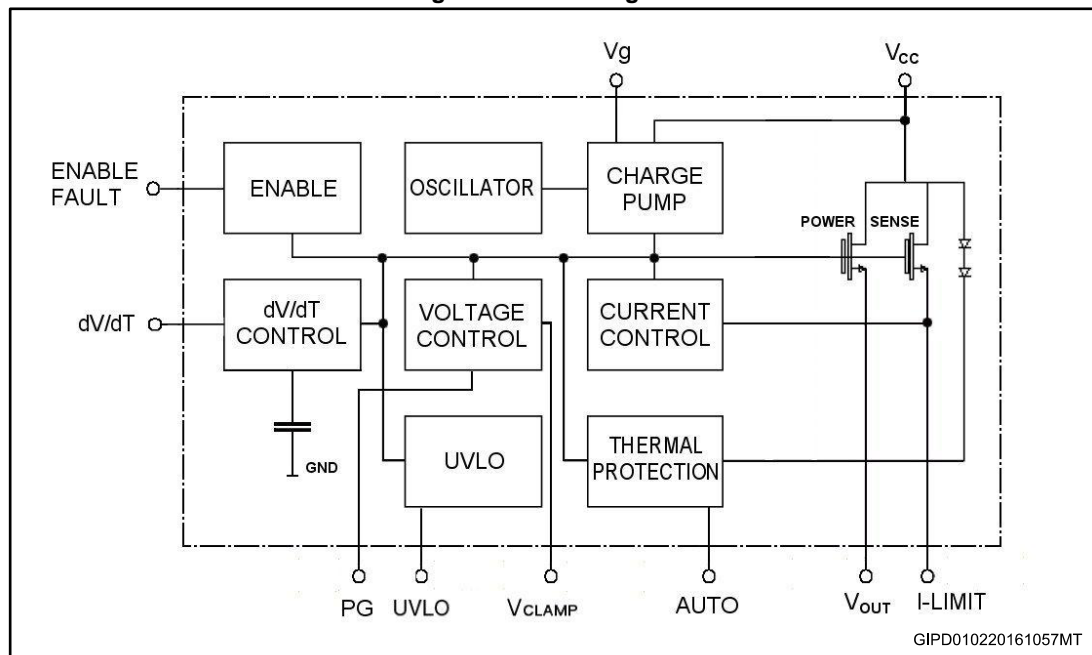 Vg
VCC
ENABLE
FAULT
ENABLE
OSCILLATOR
CHARGE
PUMP
POWER
SENSE
dV/dT
dV/dT
CONTROL
VOLTAGE
CONTROL
CURRENT
CONTROL
GND
UVLO
THERMAL
PROTECTION
PG
UVLO
VCLAMP
AUTO
VOUT
I-LIMIT
GIPD010220161057MT